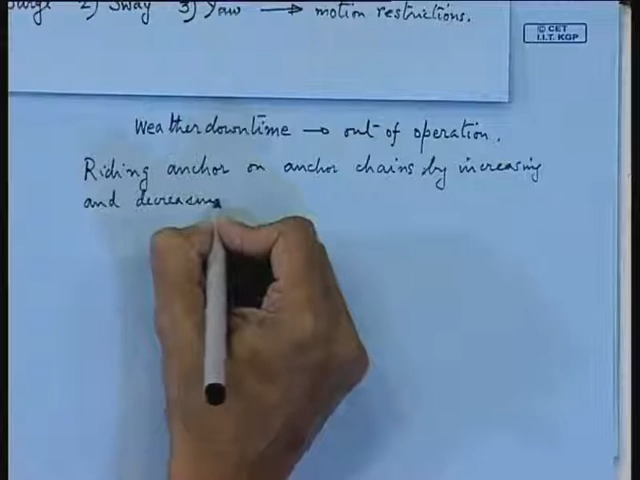 2) Sway 3) Yaw → motion restrictions.
© CET
I.I.T. KGP
Weather downtime → out of operation.
Riding anchor on anchor chains by increasing
and decreasing